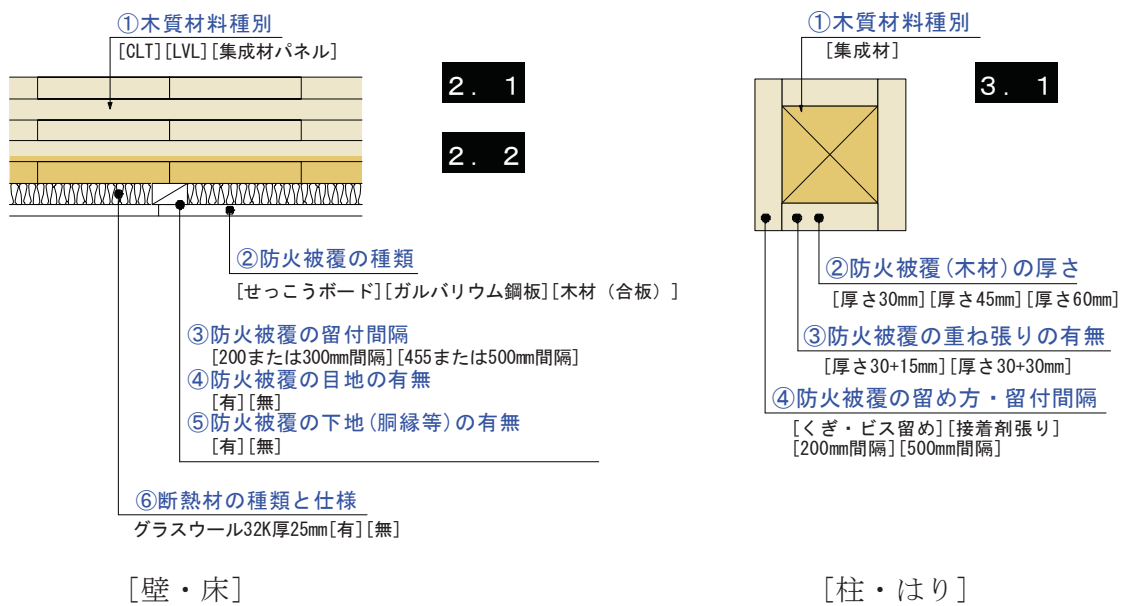 ①木質材料種別
[CLT][LVL][集成材パネル]
2. 1
2. 2
②防火被覆の種類
[せっこうボード][ガルバリウム鋼板][木材（合板）]
③防火被覆の留付間隔
[200または300mm間隔][455または500mm間隔]
④防火被覆の目地の有無
[有][無]
⑤防火被覆の下地(胴縁等)の有無
[有][無]
⑥断熱材の種類と仕様
グラスウール32K厚25mm[有][無]
[壁・床]
①木質材料種別
[集成材]
3. 1
②防火被覆(木材)の厚さ
[厚さ30mm][厚さ45mm][厚さ60mm]
③防火被覆の重ね張りの有無
[厚さ30+15mm][厚さ30+30mm]
④防火被覆の留め方・留付間隔
[くぎ・ビス留め][接着剤張り]
[200mm間隔][500mm間隔]
[柱・はり]